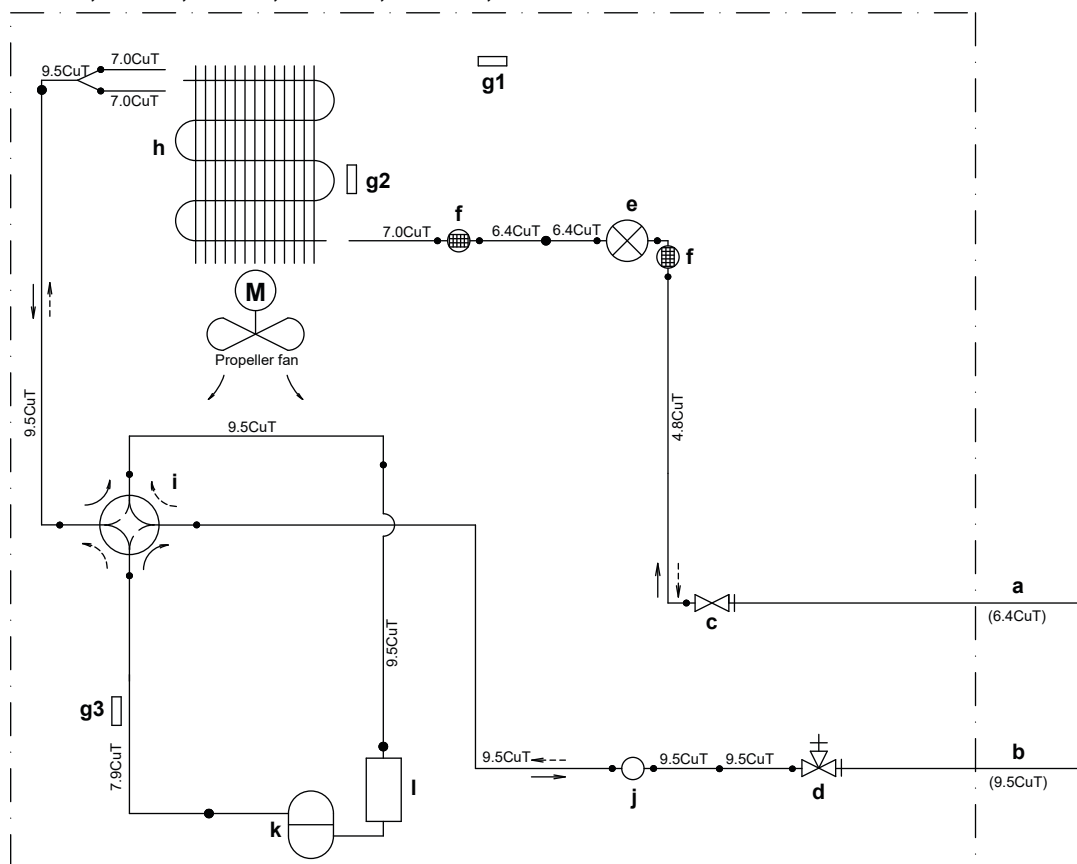 7.0CuT
9.5CuT
7.0CuT
g1
h
g2
e
f
7.0CuT
6.4CuT
6.4CuT
f
M
Propeller fan
9.5CuT
9.5CuT
4.8CuT
i
a
(6.4CuT)
c
9.5CuT
g3
7.9CuT
9.5CuT
9.5CuT
9.5CuT
b
(9.5CuT)
l
j
d
k